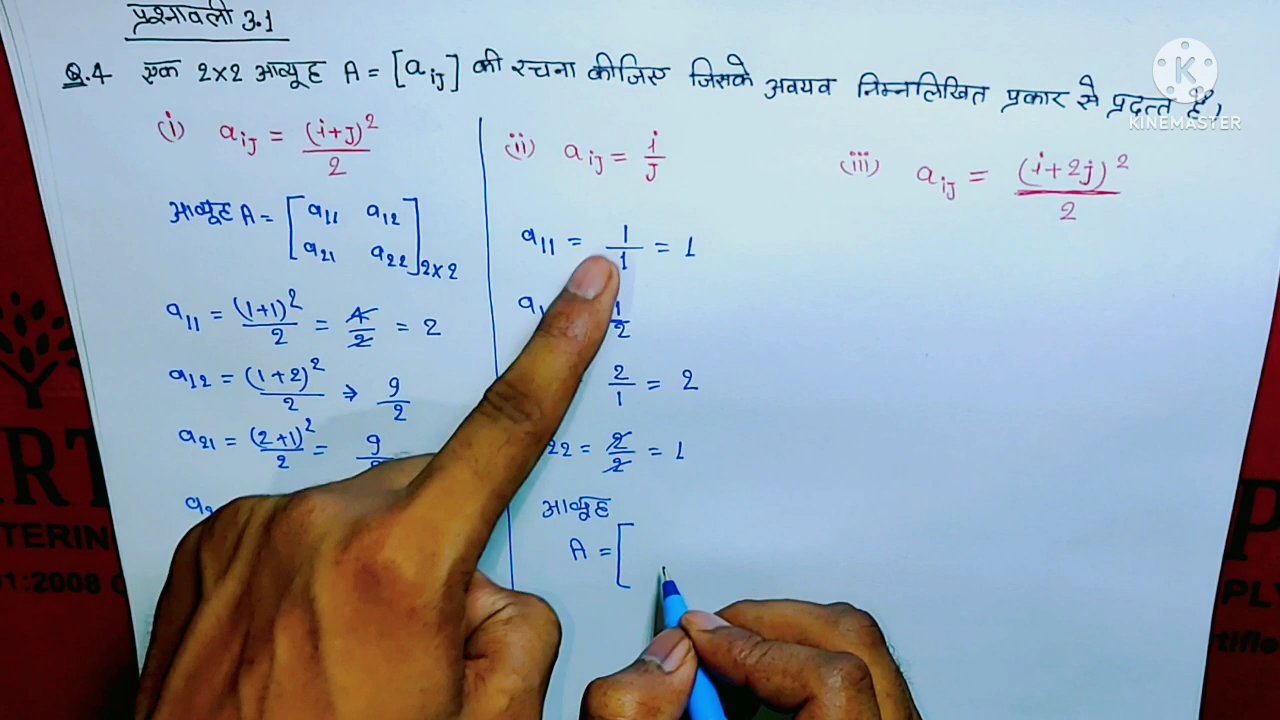 प्रश्नावली 3.1
Q.4 एक 2×2 आव्यूह A = [aij] की रचना कीजिए जिसके अवयव निम्नलिखित प्रकार से प्रदत्त हैं।
(i) aij = (i+j)²/2
(ii) aij = i/j
(iii) aij = (i+2j)²/2
आव्यूह A = [a11 a12
a21 a22]2×2
a11 = (1+1)²/2 = 4/2 = 2
a12 = (1+2)²/2 ⇒ 9/2
a21 = (2+1)²/2 = 9
a11 = 1/1 = 1
1/2
2/1 = 2
22 = 2/2 = 1
आव्यूह
A = [
KINEMASTER